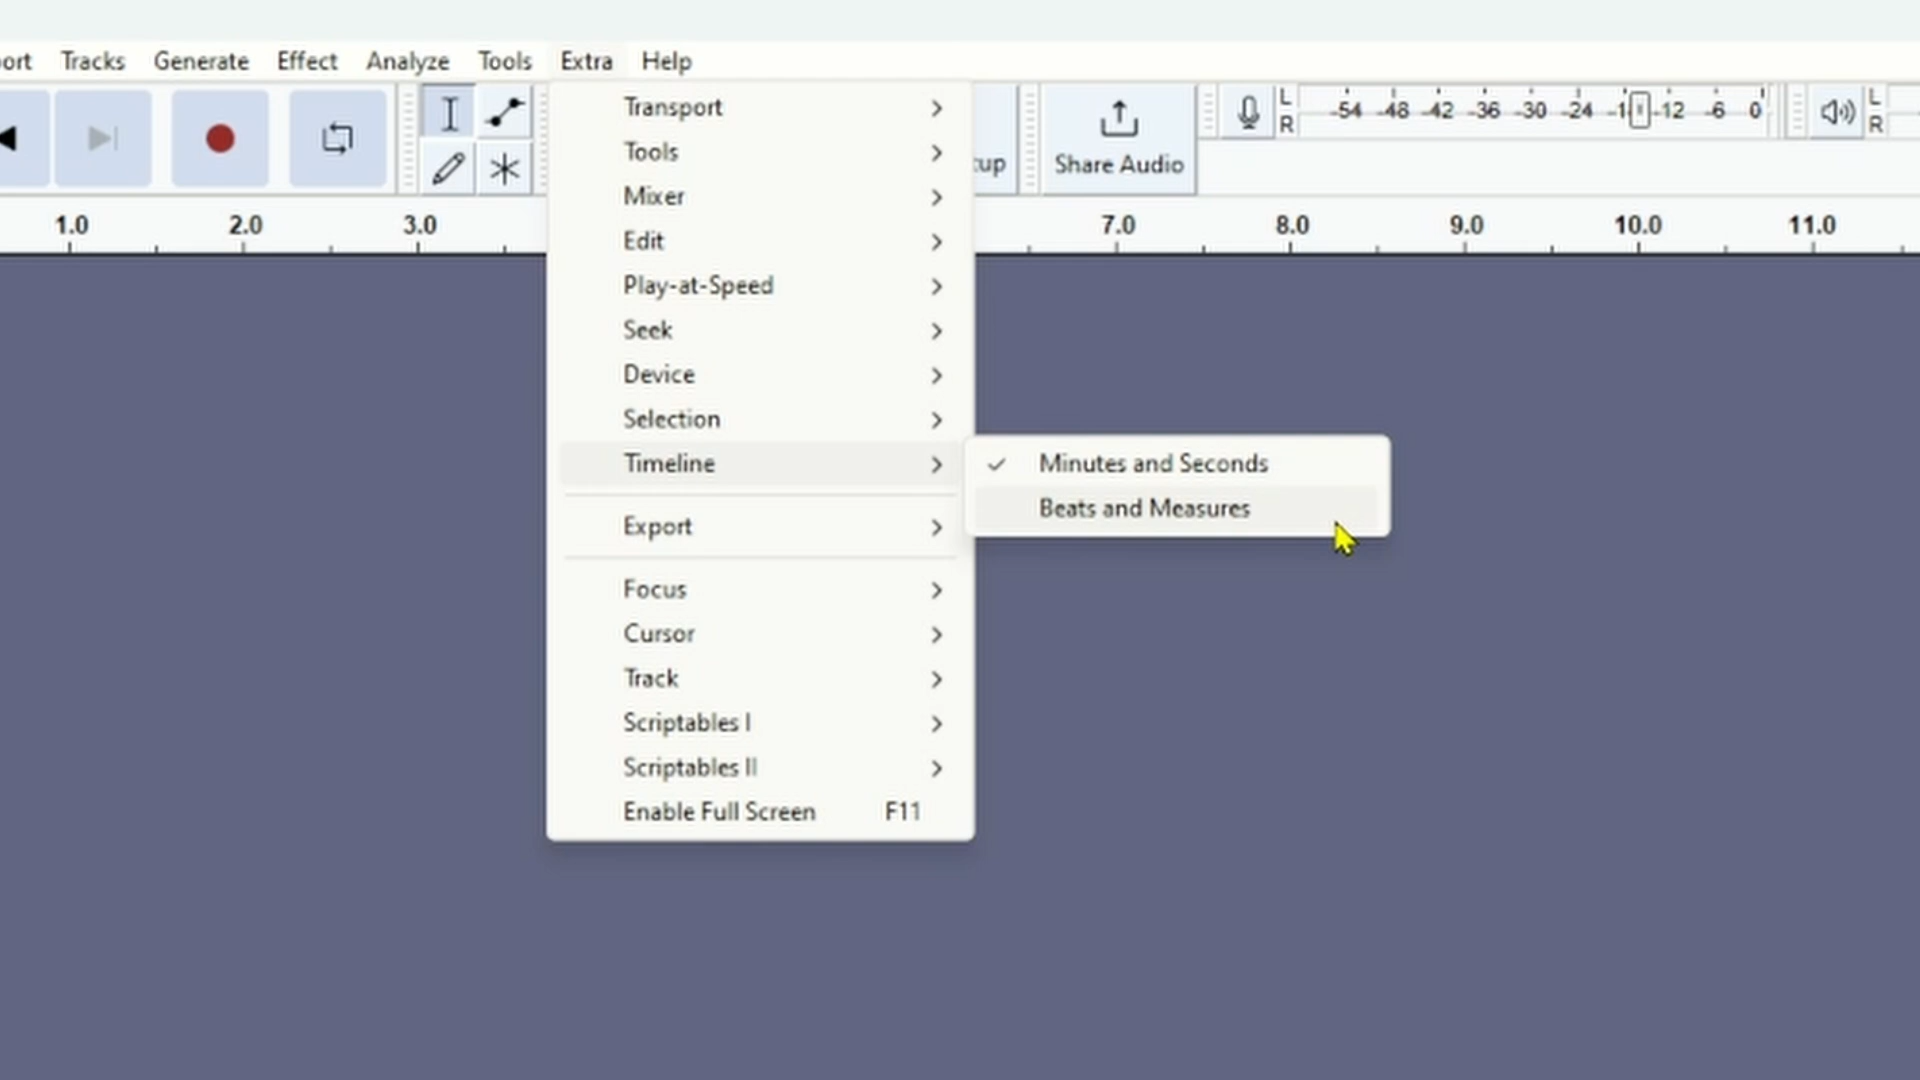 ort Tracks Generate Effect Analyze Tools Extra Help
L
R
-54 -48 -42 -36 -30 -24 -1 -12 -6 0
L
R
up
Share Audio
1.0 2.0 3.0 7.0 8.0 9.0 10.0 11.0
Transport
Tools
Mixer
Edit
Play-at-Speed
Seek
Device
Selection
Timeline
Minutes and Seconds
Beats and Measures
Export
Focus
Cursor
Track
Scriptables I
Scriptables II
Enable Full Screen F11